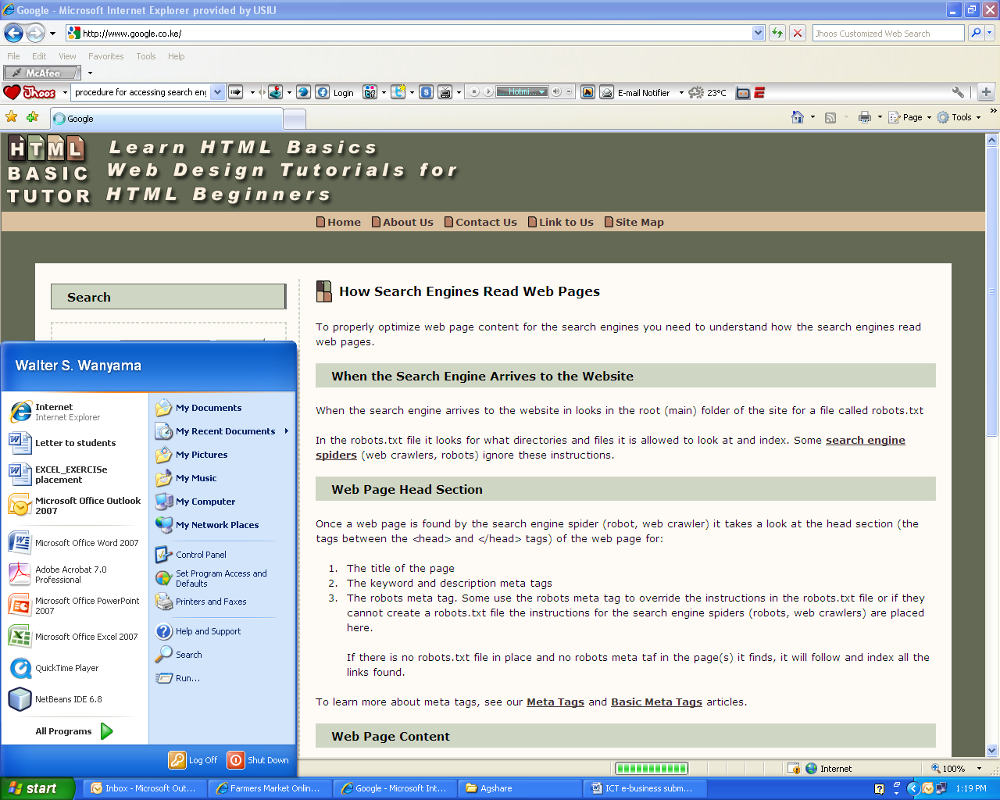 Google - Microsoft Internet Explorer provided by USIU
http://www.google.co.ke/
Jhoos Customized Web Search
File Edit View Favorites Tools Help
McAfee
Jhoos procedure for accessing search eng Login Hotmi... E-mail Notifier 23°C
Google
Page Tools
HTML
BASIC
TUTOR
Learn HTML Basics
Web Design Tutorials for
HTML Beginners
Home About Us Contact Us Link to Us Site Map
Search
How Search Engines Read Web Pages
To properly optimize web page content for the search engines you need to understand how the search engines read
web pages.
When the Search Engine Arrives to the Website
When the search engine arrives to the website in looks in the root (main) folder of the site for a file called robots.txt
In the robots.txt file it looks for what directories and files it is allowed to look at and index. Some search engine
spiders (web crawlers, robots) ignore these instructions.
Web Page Head Section
Once a web page is found by the search engine spider (robot, web crawler) it takes a look at the head section (the
tags between the <head> and </head> tags) of the web page for:
1. The title of the page
2. The keyword and description meta tags
3. The robots meta tag. Some use the robots meta tag to override the instructions in the robots.txt file or if they
cannot create a robots.txt file the instructions for the search engine spiders (robots, web crawlers) are placed
here.
If there is no robots.txt file in place and no robots meta taf in the page(s) it finds, it will follow and index all the
links found.
To learn more about meta tags, see our Meta Tags and Basic Meta Tags articles.
Web Page Content
Walter S. Wanyama
Internet
Internet Explorer
Letter to students
EXCEL_EXERCISe
placement
Microsoft Office Outlook
2007
Microsoft Office Word 2007
Adobe Acrobat 7.0
Professional
Microsoft Office PowerPoint
2007
Microsoft Office Excel 2007
QuickTime Player
NetBeans IDE 6.8
All Programs
My Documents
My Recent Documents
My Pictures
My Music
My Computer
My Network Places
Control Panel
Set Program Access and
Defaults
Printers and Faxes
Help and Support
Search
Run...
Log Off Shut Down
Internet 100%
start Inbox - Microsoft Out... Farmers Market Onlin... Google - Microsoft Int... Agshare ICT e-business subm... 1:19 PM